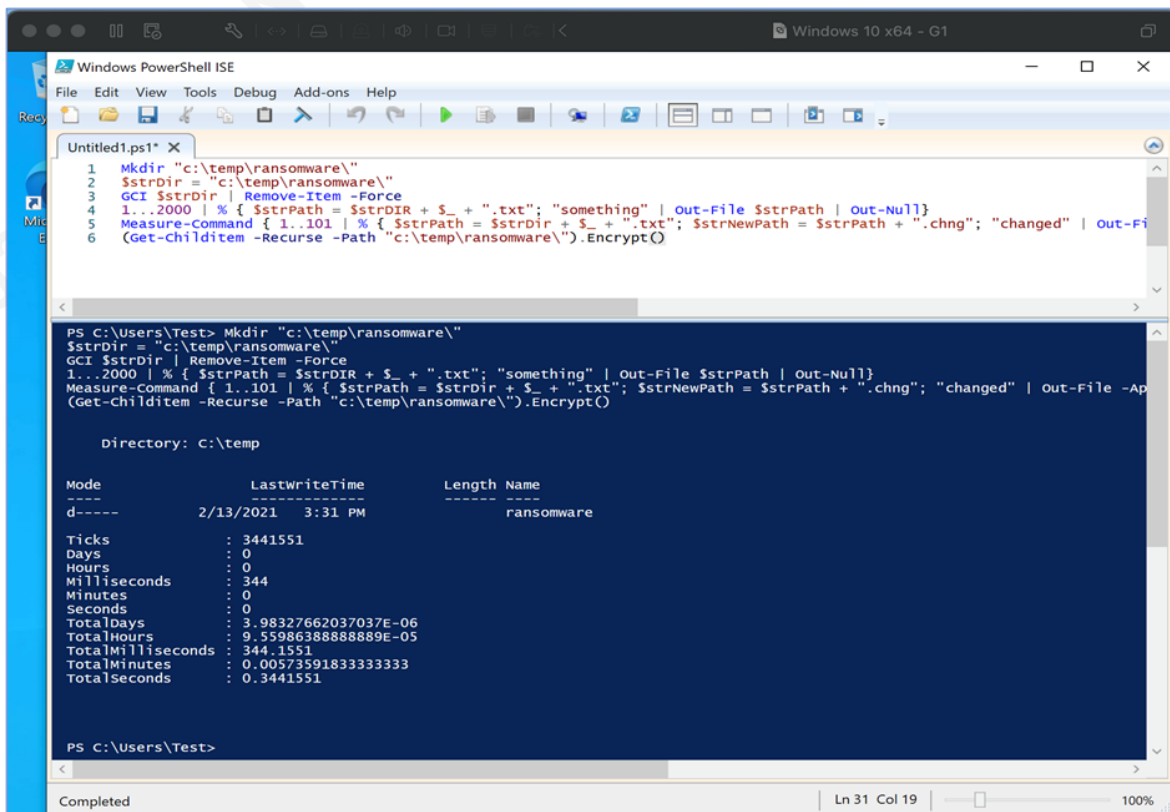 Windows 10 x64 - G1
Windows PowerShell ISE
File Edit View Tools Debug Add-ons Help
Untitled1.ps1* X
1 Mkdir "c:\temp\ransomware\"
2 $strDir = "c:\temp\ransomware\"
3 GCI $strDir | Remove-Item -Force
4 1...2000 | % { $strPath = $strDIR + $_ + ".txt"; "something" | Out-File $strPath | Out-Null}
5 Measure-Command { 1..101 | % { $strPath = $strDir + $_ + ".txt"; $strNewPath = $strPath + ".chng"; "changed" | Out-Fi
6 (Get-Childitem -Recurse -Path "c:\temp\ransomware\").Encrypt()
PS C:\Users\Test> Mkdir "c:\temp\ransomware\"
$strDir = "c:\temp\ransomware\"
GCI $strDir | Remove-Item -Force
1...2000 | % { $strPath = $strDIR + $_ + ".txt"; "something" | Out-File $strPath | Out-Null}
Measure-Command { 1..101 | % { $strPath = $strDir + $_ + ".txt"; $strNewPath = $strPath + ".chng"; "changed" | Out-File -Ap
(Get-Childitem -Recurse -Path "c:\temp\ransomware\").Encrypt()
Directory: C:\temp
Mode LastWriteTime Length Name
---- ------------- ------ ----
d----- 2/13/2021 3:31 PM ransomware
Ticks : 3441551
Days : 0
Hours : 0
Milliseconds : 344
Minutes : 0
Seconds : 0
TotalDays : 3.98327662037037E-06
TotalHours : 9.55986388888889E-05
TotalMilliseconds : 344.1551
TotalMinutes : 0.00573591833333333
TotalSeconds : 0.3441551
PS C:\Users\Test>
Completed
Ln 31 Col 19
100%